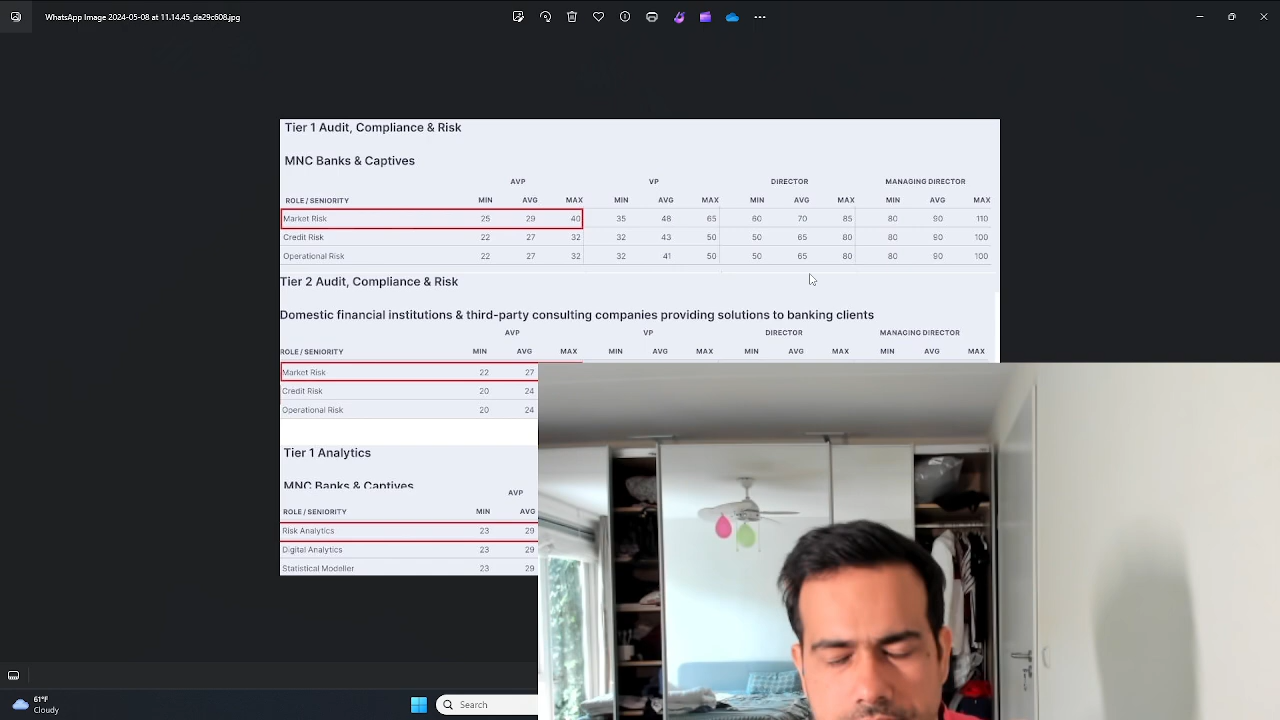 WhatsApp Image 2024-05-08 at 11.14.45_da29608.jpg
Tier 1 Audit, Compliance & Risk
MNC Banks & Captives
AVP VP DIRECTOR MANAGING DIRECTOR
ROLE / SENIORITY MIN AVG MAX MIN AVG MAX MIN AVG MAX MIN AVG MAX
Market Risk 25 29 40 35 48 65 60 70 85 80 90 110
Credit Risk 22 27 32 32 43 50 50 65 80 80 90 100
Operational Risk 22 27 32 32 41 50 50 65 80 80 90 100
Tier 2 Audit, Compliance & Risk
Domestic financial institutions & third-party consulting companies providing solutions to banking clients
AVP VP DIRECTOR MANAGING DIRECTOR
ROLE / SENIORITY MIN AVG MAX MIN AVG MAX MIN AVG MAX MIN AVG MAX
Market Risk 22 27
Credit Risk 20 24
Operational Risk 20 24
Tier 1 Analytics
MNC Banks & Captives
AVP
ROLE / SENIORITY MIN AVG
Risk Analytics 23 29
Digital Analytics 23 29
Statistical Modeller 23 29
61°F
Cloudy
Search